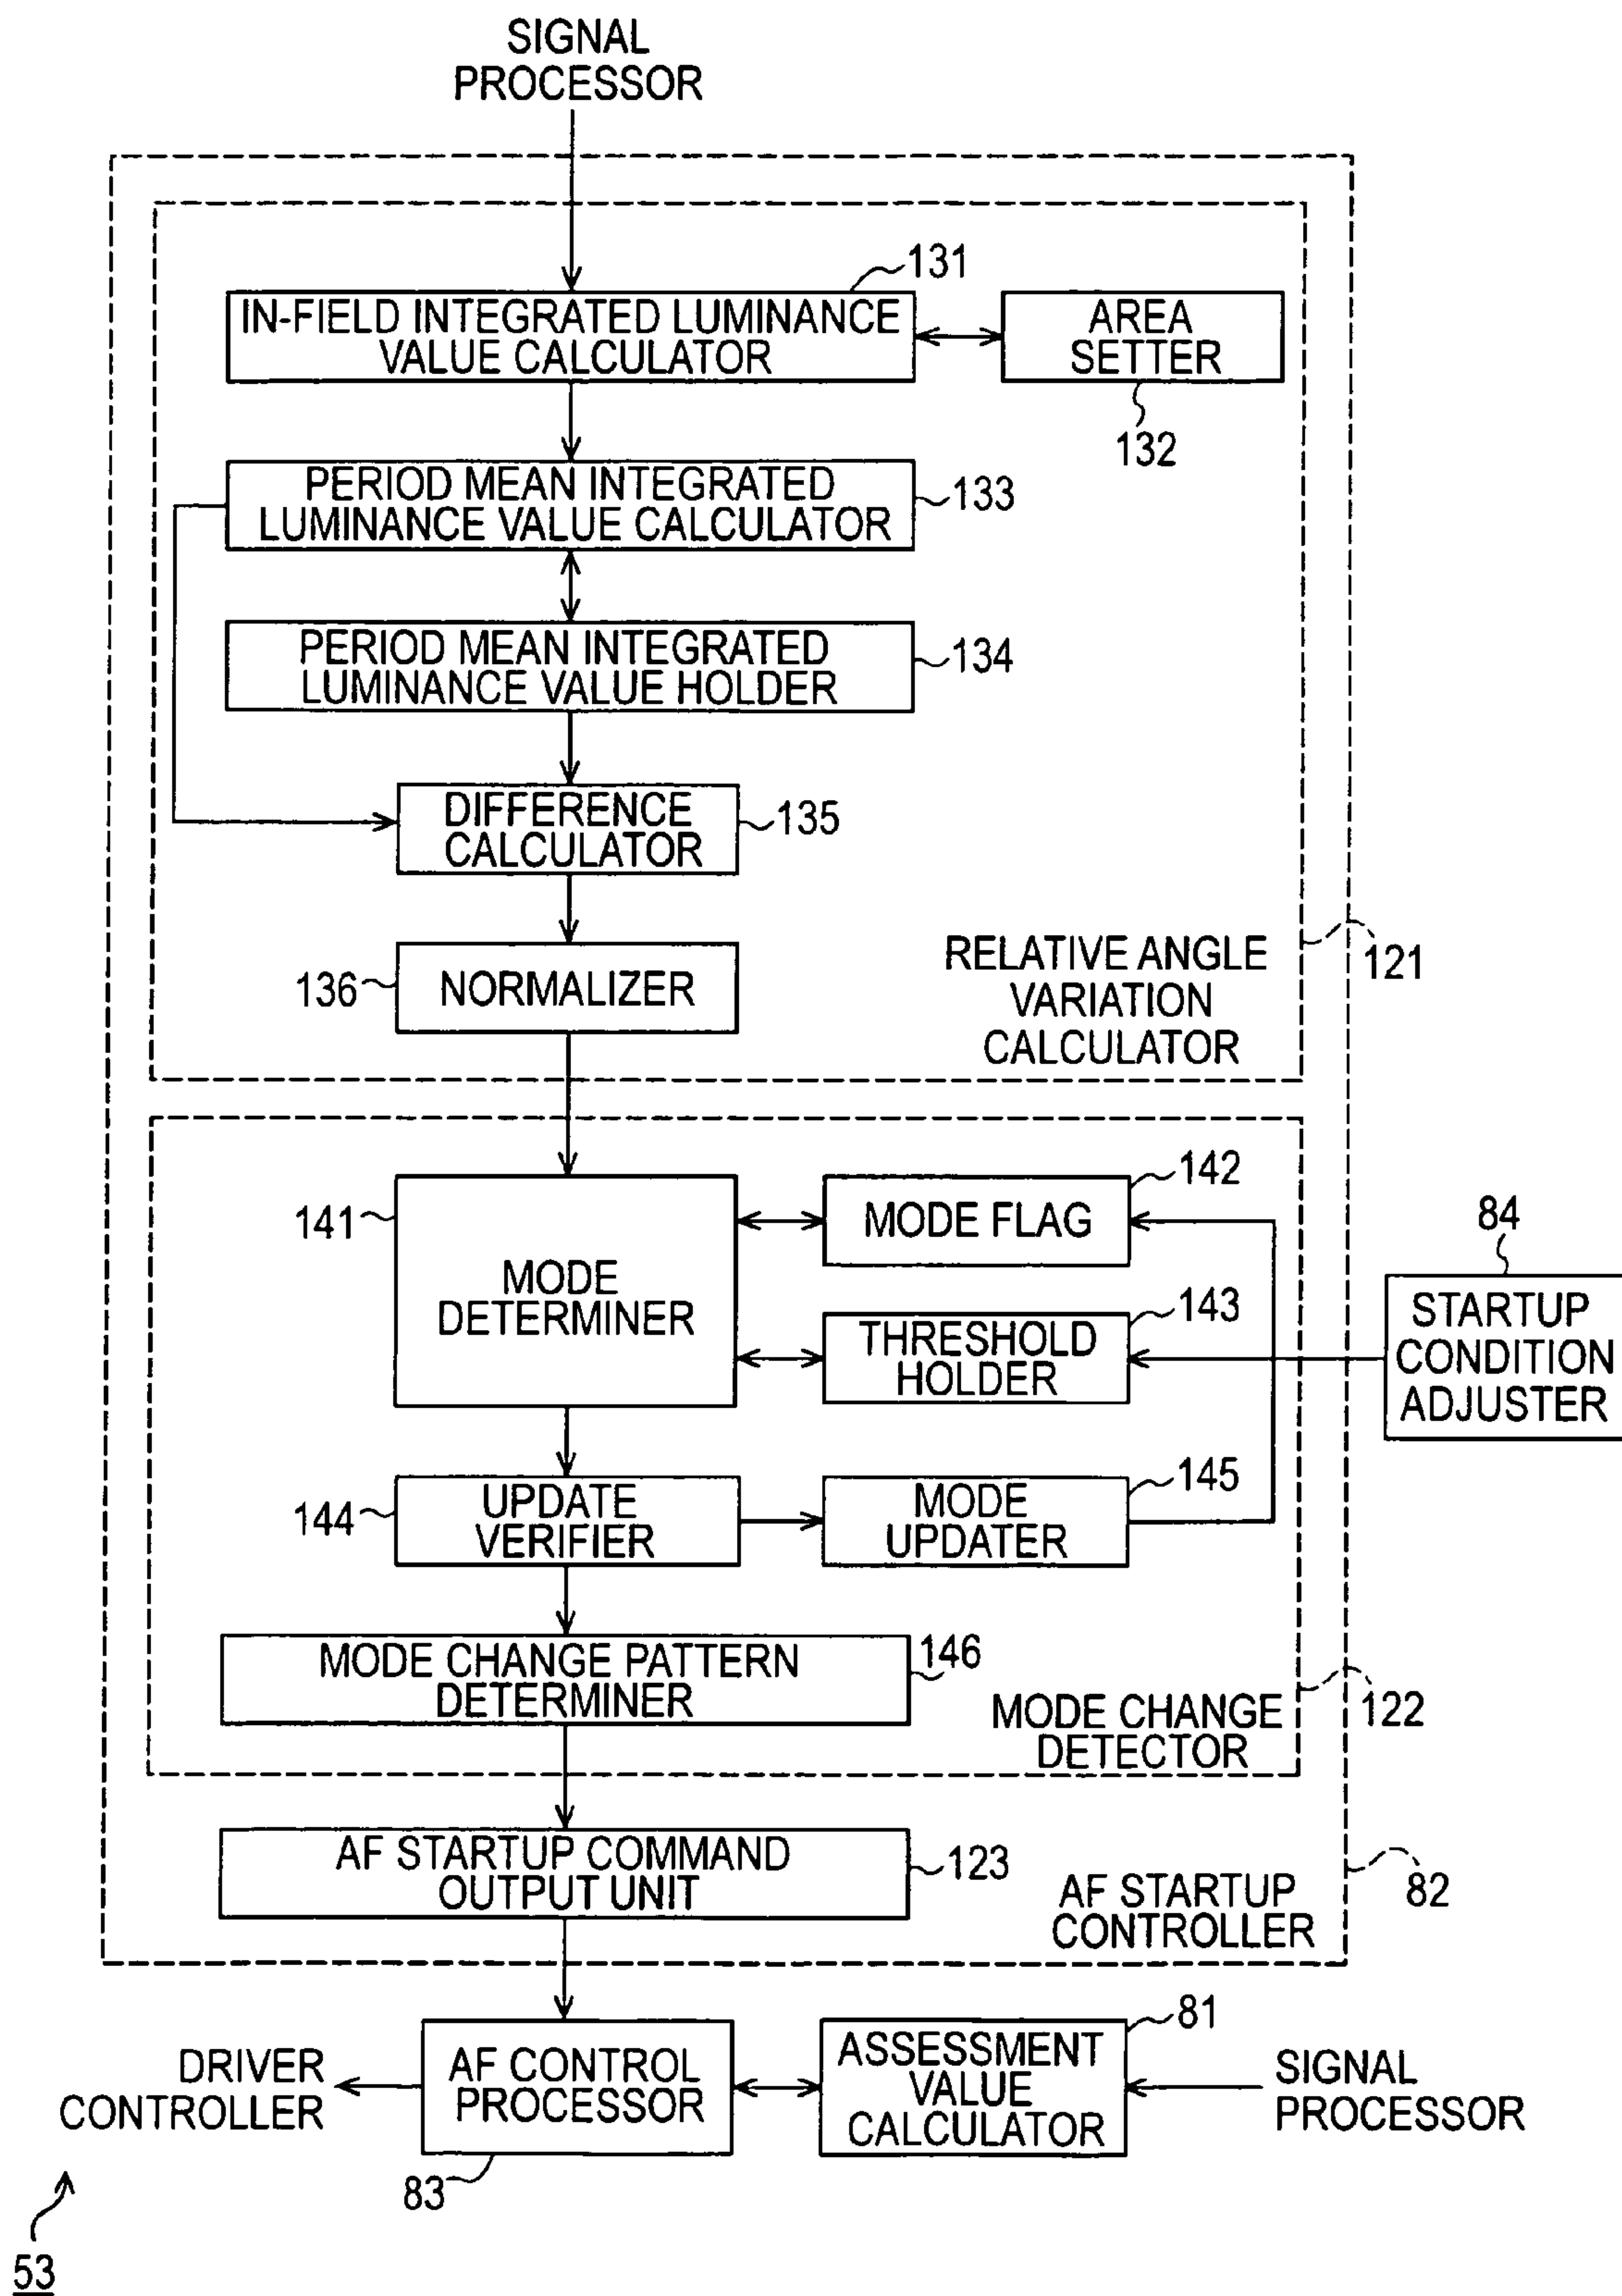 SIGNAL
PROCESSOR
131
IN-FIELD INTEGRATED LUMINANCE
VALUE CALCULATOR
AREA
SETTER
132
PERIOD MEAN INTEGRATED
LUMINANCE VALUE CALCULATOR
133
PERIOD MEAN INTEGRATED
LUMINANCE VALUE HOLDER
134
DIFFERENCE
CALCULATOR
135
136
NORMALIZER
RELATIVE ANGLE
VARIATION
CALCULATOR
121
141
MODE
DETERMINER
142
MODE FLAG
143
THRESHOLD
HOLDER
84
STARTUP
CONDITION
ADJUSTER
144
UPDATE
VERIFIER
145
MODE
UPDATER
MODE CHANGE PATTERN
DETERMINER
146
MODE CHANGE
DETECTOR
122
AF STARTUP COMMAND
OUTPUT UNIT
123
AF STARTUP
CONTROLLER
82
DRIVER
CONTROLLER
AF CONTROL
PROCESSOR
83
81
ASSESSMENT
VALUE
CALCULATOR
SIGNAL
PROCESSOR
53